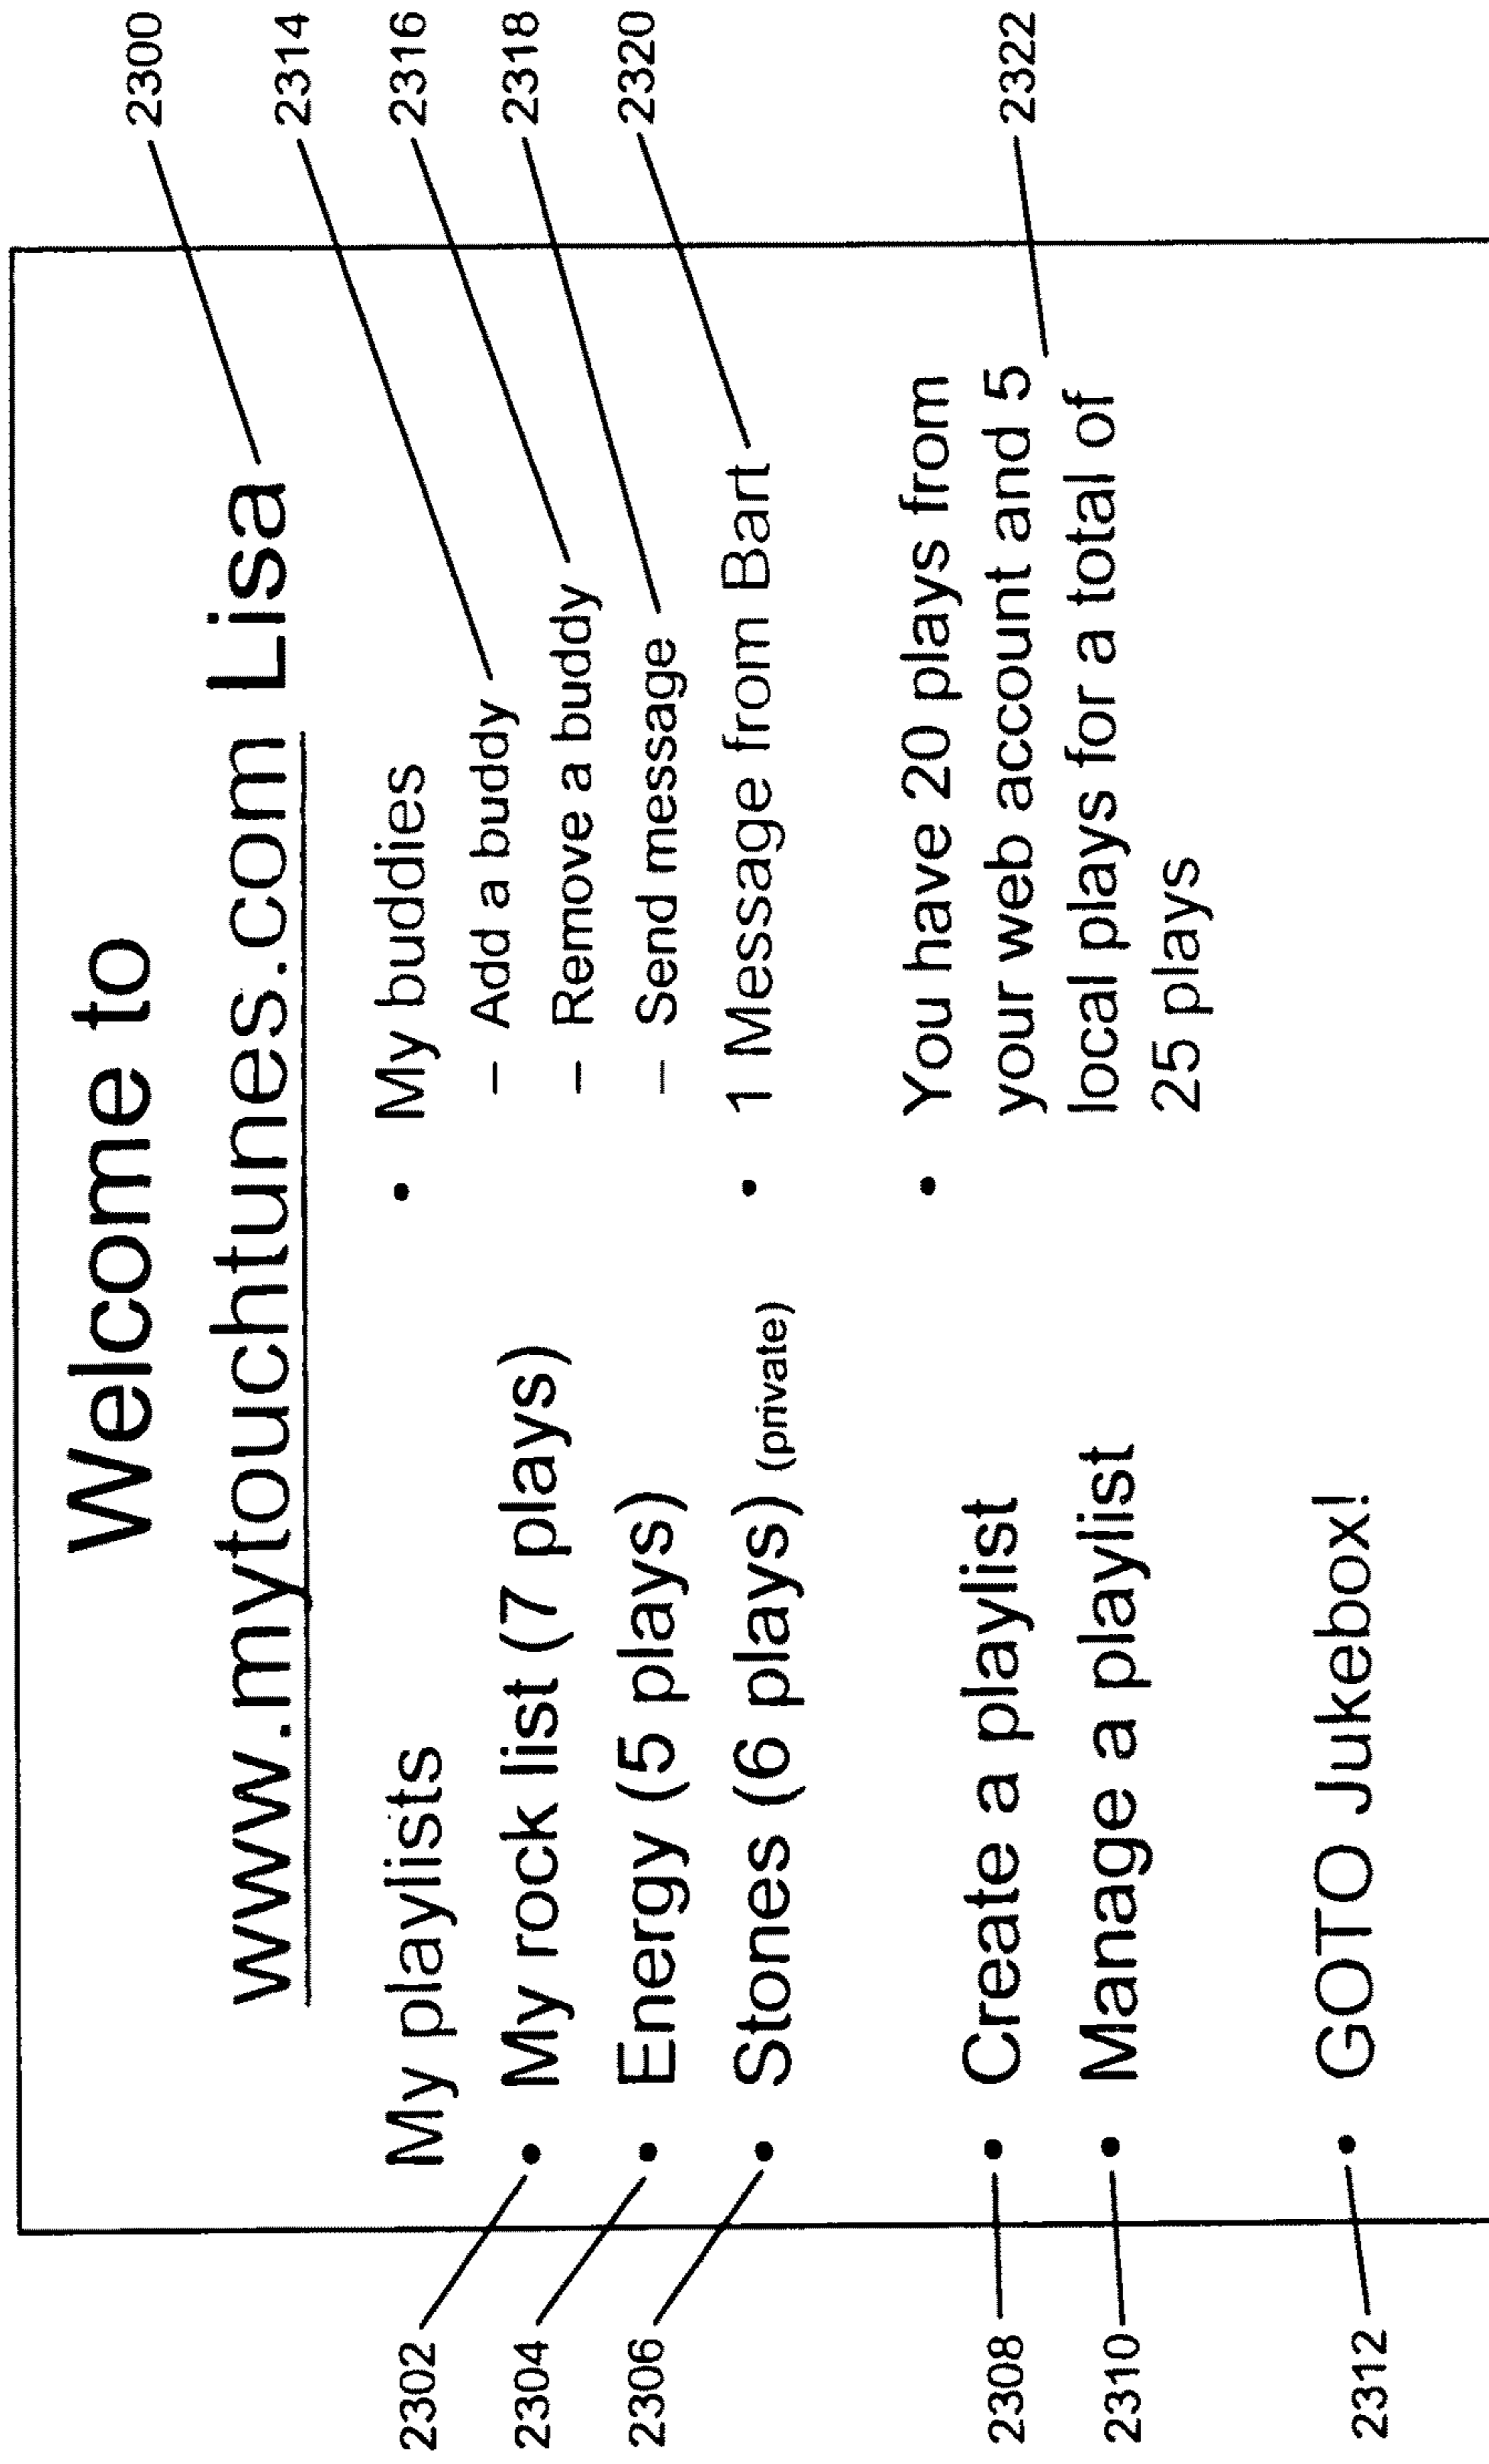 Welcome to
www.mytouchtunes.com Lisa
2300
My playlists
• My rock list (7 plays)
• Energy (5 plays)
• Stones (6 plays) (private)
• Create a playlist
• Manage a playlist
• GOTO Jukebox!
2302
2304
2306
2308
2310
2312
• My buddies
– Add a buddy
– Remove a buddy
– Send message
• 1 Message from Bart
• You have 20 plays from
your web account and 5
local plays for a total of
25 plays
2314
2316
2318
2320
2322